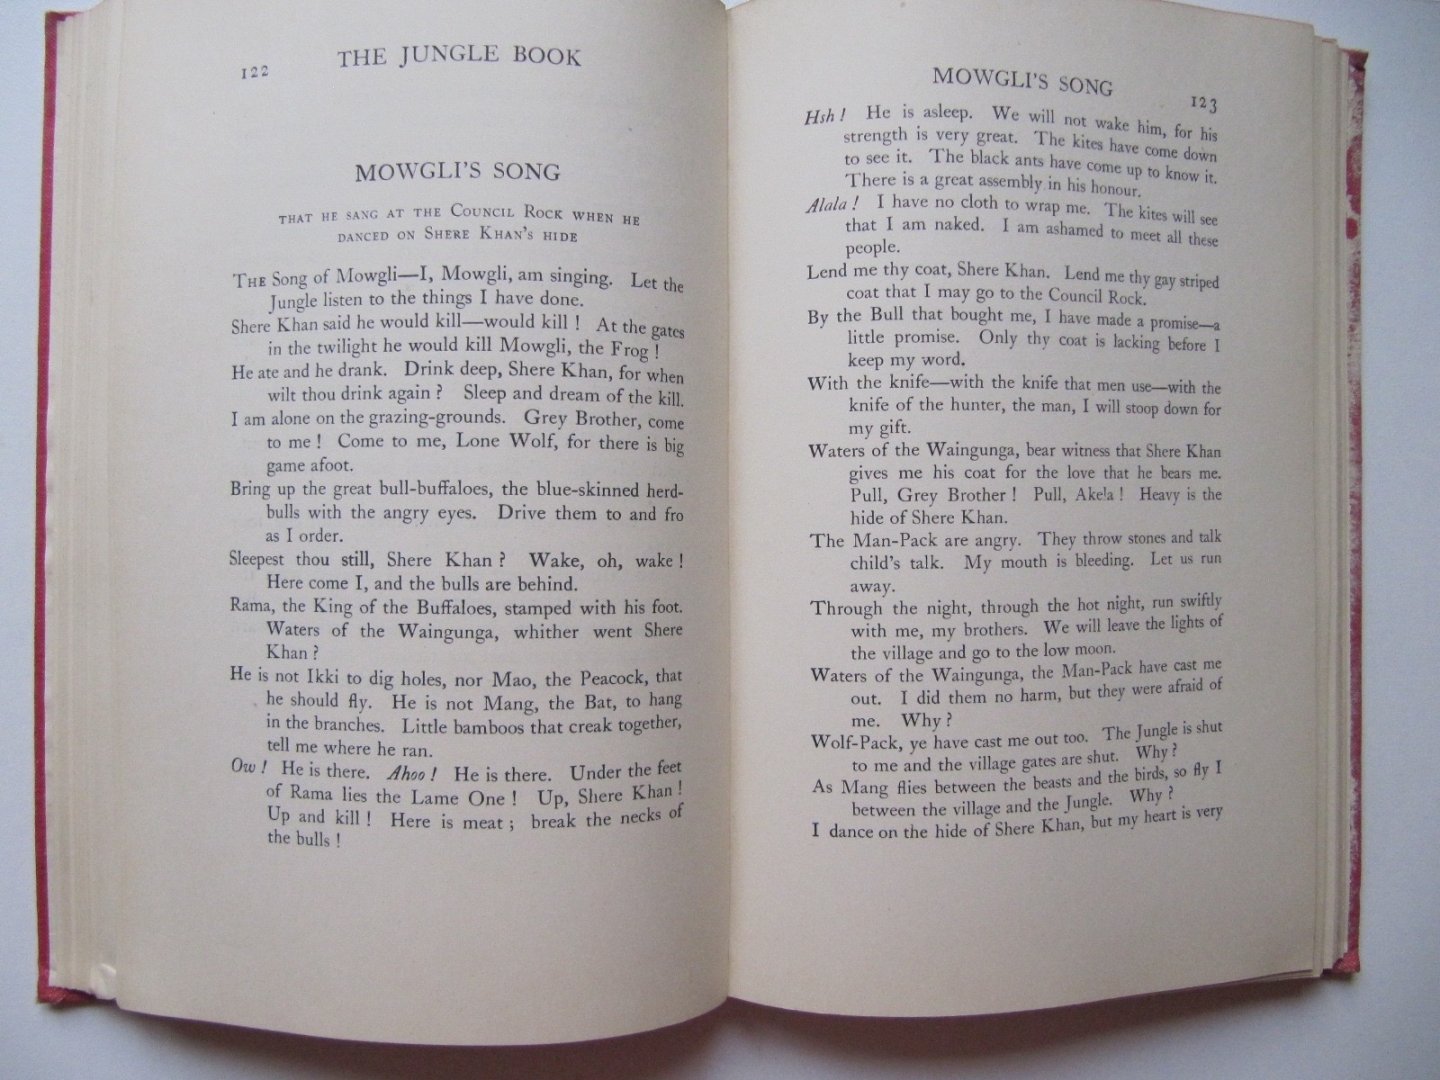 122
THE JUNGLE BOOK
MOWGLI'S SONG
THAT HE SANG AT THE COUNCIL ROCK WHEN HE
DANCED ON SHERE KHAN'S HIDE
THE Song of Mowgli—I, Mowgli, am singing. Let the
Jungle listen to the things I have done.
Shere Khan said he would kill—would kill! At the gates
in the twilight he would kill Mowgli, the Frog!
He ate and he drank. Drink deep, Shere Khan, for when
wilt thou drink again? Sleep and dream of the kill.
I am alone on the grazing-grounds. Grey Brother, come
to me! Come to me, Lone Wolf, for there is big
game afoot.
Bring up the great bull-buffaloes, the blue-skinned herd-
bulls with the angry eyes. Drive them to and fro
as I order.
Sleepest thou still, Shere Khan? Wake, oh, wake!
Here come I, and the bulls are behind.
Rama, the King of the Buffaloes, stamped with his foot.
Waters of the Waingunga, whither went Shere
Khan?
He is not Ikki to dig holes, nor Mao, the Peacock, that
he should fly. He is not Mang, the Bat, to hang
in the branches. Little bamboos that creak together,
tell me where he ran.
Ow! He is there. Ahoo! He is there. Under the feet
of Rama lies the Lame One! Up, Shere Khan!
Up and kill! Here is meat; break the necks of
the bulls!
MOWGLI'S SONG
123
Hsh! He is asleep. We will not wake him, for his
strength is very great. The kites have come down
to see it. The black ants have come up to know it.
There is a great assembly in his honour.
Alala! I have no cloth to wrap me. The kites will see
that I am naked. I am ashamed to meet all these
people.
Lend me thy coat, Shere Khan. Lend me thy gay striped
coat that I may go to the Council Rock.
By the Bull that bought me, I have made a promise—a
little promise. Only thy coat is lacking before I
keep my word.
With the knife—with the knife that men use—with the
knife of the hunter, the man, I will stoop down for
my gift.
Waters of the Waingunga, bear witness that Shere Khan
gives me his coat for the love that he bears me.
Pull, Grey Brother! Pull, Akela! Heavy is the
hide of Shere Khan.
The Man-Pack are angry. They throw stones and talk
child's talk. My mouth is bleeding. Let us run
away.
Through the night, through the hot night, run swiftly
with me, my brothers. We will leave the lights of
the village and go to the low moon.
Waters of the Waingunga, the Man-Pack have cast me
out. I did them no harm, but they were afraid of
me. Why?
Wolf-Pack, ye have cast me out too. The Jungle is shut
to me and the village gates are shut. Why?
As Mang flies between the beasts and the birds, so fly I
between the village and the Jungle. Why?
I dance on the hide of Shere Khan, but my heart is very